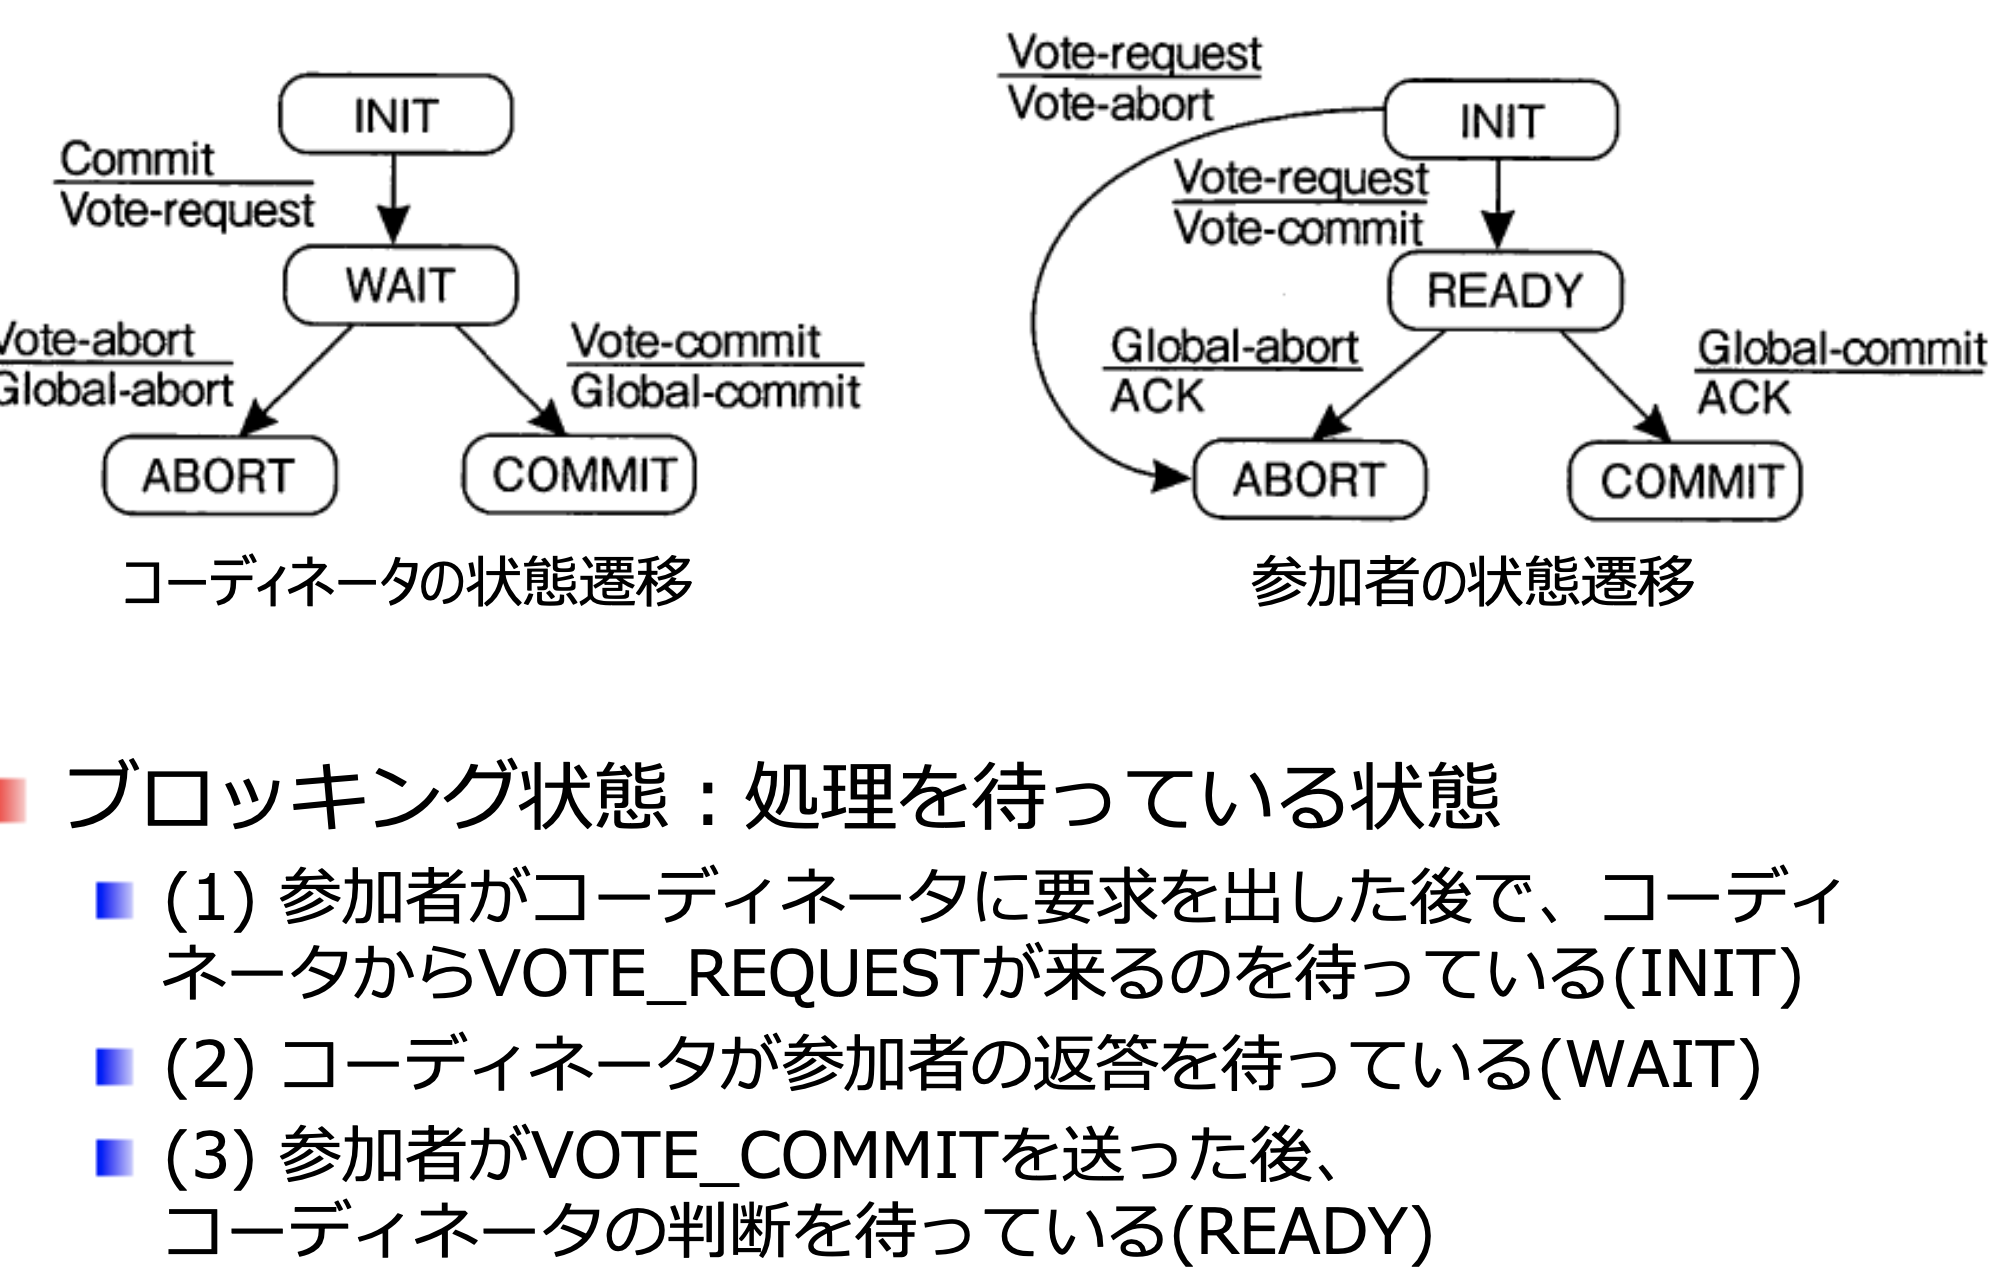 INIT
Commit
Vote-request
WAIT
Vote-abort
Global-abort
Vote-commit
Global-commit
ABORT
COMMIT
コーディネータの状態遷移
Vote-request
Vote-abort
INIT
Vote-request
Vote-commit
READY
Global-abort
ACK
Global-commit
ACK
ABORT
COMMIT
参加者の状態遷移
ブロッキング状態：処理を待っている状態
(1) 参加者がコーディネータに要求を出した後で、コーディ
ネータからVOTE_REQUESTが来るのを待っている(INIT)
(2) コーディネータが参加者の返答を待っている(WAIT)
(3) 参加者がVOTE_COMMITを送った後、
コーディネータの判断を待っている(READY)